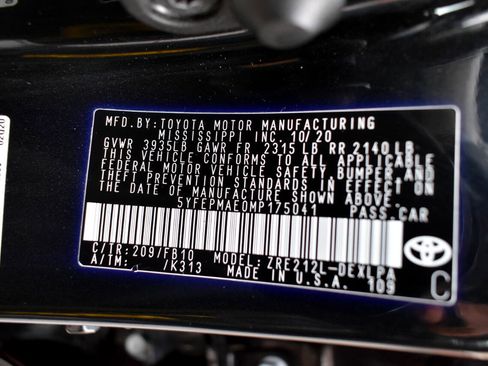 MFD. BY: TOYOTA MOTOR MANUFACTURING
MISSISSIPPI INC. 10/20
GVWR 3935LB GAWR FR 2315 LB RR 2140 LB
THIS VEHICLE CONFORMS TO ALL APPLICABLE
FEDERAL MOTOR VEHICLE SAFETY, BUMPER, AND
THEFT PREVENTION STANDARDS IN EFFECT ON
THE DATE OF MANUFACTURE SHOWN ABOVE.
5YFEPMAE0MP175041 PASS. CAR
C/TR: 209/FB10 MODEL: ZRE212L-DEXLPA
A/TM: /K313 MADE IN U.S.A. 109
C